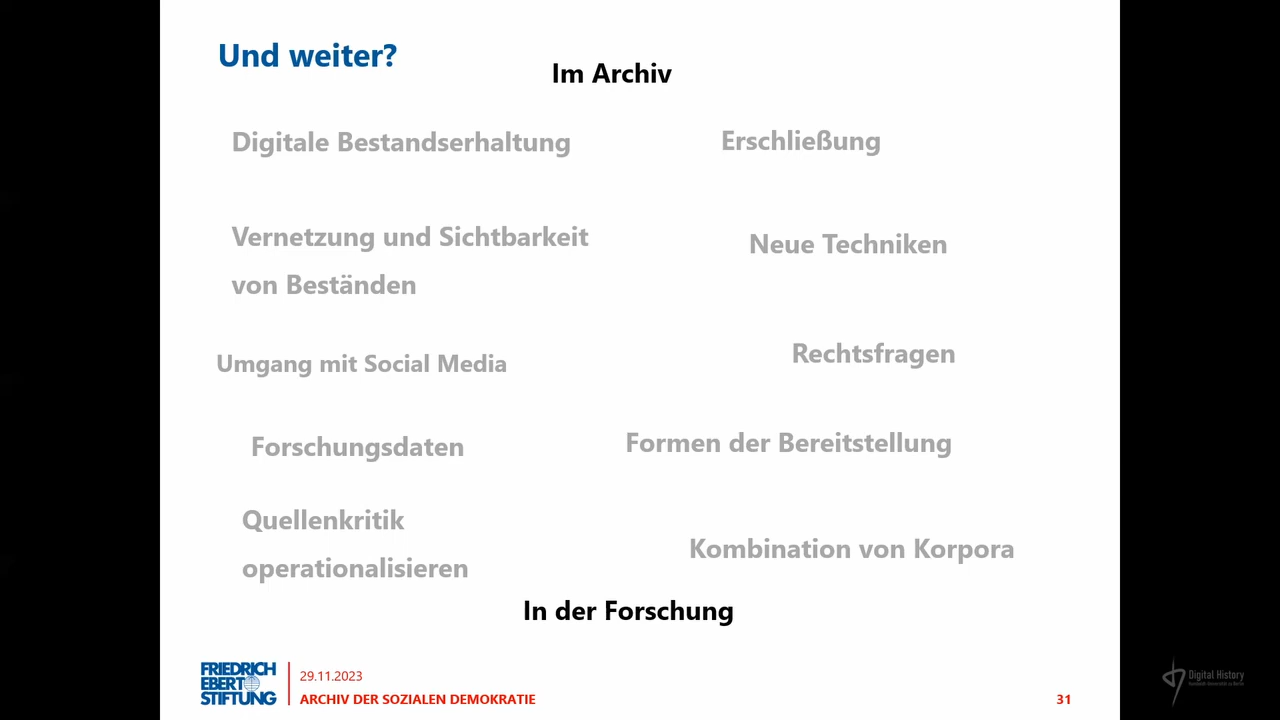 Und weiter?
Im Archiv
Digitale Bestandserhaltung
Erschließung
Vernetzung und Sichtbarkeit
von Beständen
Neue Techniken
Umgang mit Social Media
Rechtsfragen
Forschungsdaten
Formen der Bereitstellung
Quellenkritik
operationalisieren
Kombination von Korpora
In der Forschung
FRIEDRICH
EBERT
STIFTUNG
29.11.2023
ARCHIV DER SOZIALEN DEMOKRATIE
31
Digital History